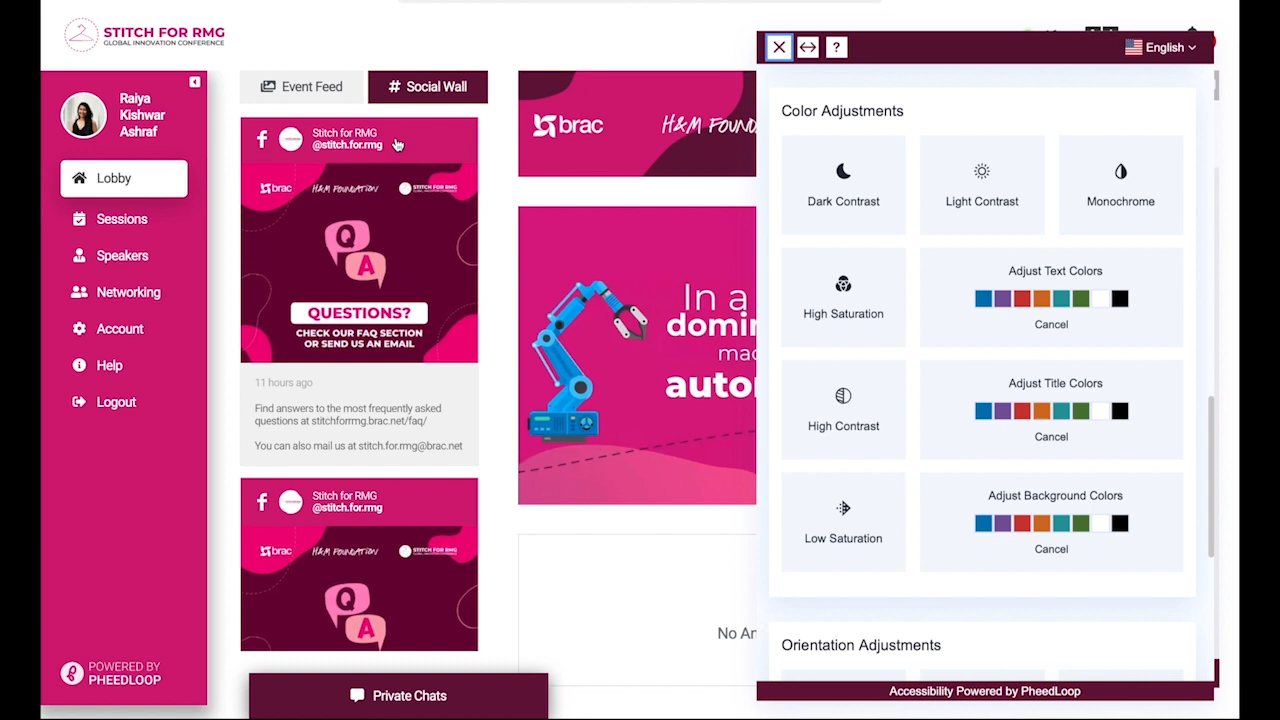 STITCH FOR RMG
GLOBAL INNOVATION CONFERENCE
Raiya
Kishwar
Ashraf
Lobby
Sessions
Speakers
Networking
Account
Help
Logout
POWERED BY
PHEEDLOOP
Event Feed
# Social Wall
Stitch for RMG
@stitch.for.rmg
brac
H&M FOUNDATION
STITCH FOR RMG
Q
A
QUESTIONS?
CHECK OUR FAQ SECTION
OR SEND US AN EMAIL
11 hours ago
Find answers to the most frequently asked
questions at stitchforrmg.brac.net/faq/
You can also mail us at stitch.for.rmg@brac.net
Stitch for RMG
@stitch.for.rmg
brac
H&M FOUNDATION
STITCH FOR RMG
Q
A
Private Chats
brac
H&M FOUND
In a
domin
mac
autor
No An
?
English
Color Adjustments
Dark Contrast
Light Contrast
Monochrome
High Saturation
Adjust Text Colors
Cancel
High Contrast
Adjust Title Colors
Cancel
Low Saturation
Adjust Background Colors
Cancel
Orientation Adjustments
Accessibility Powered by PheedLoop